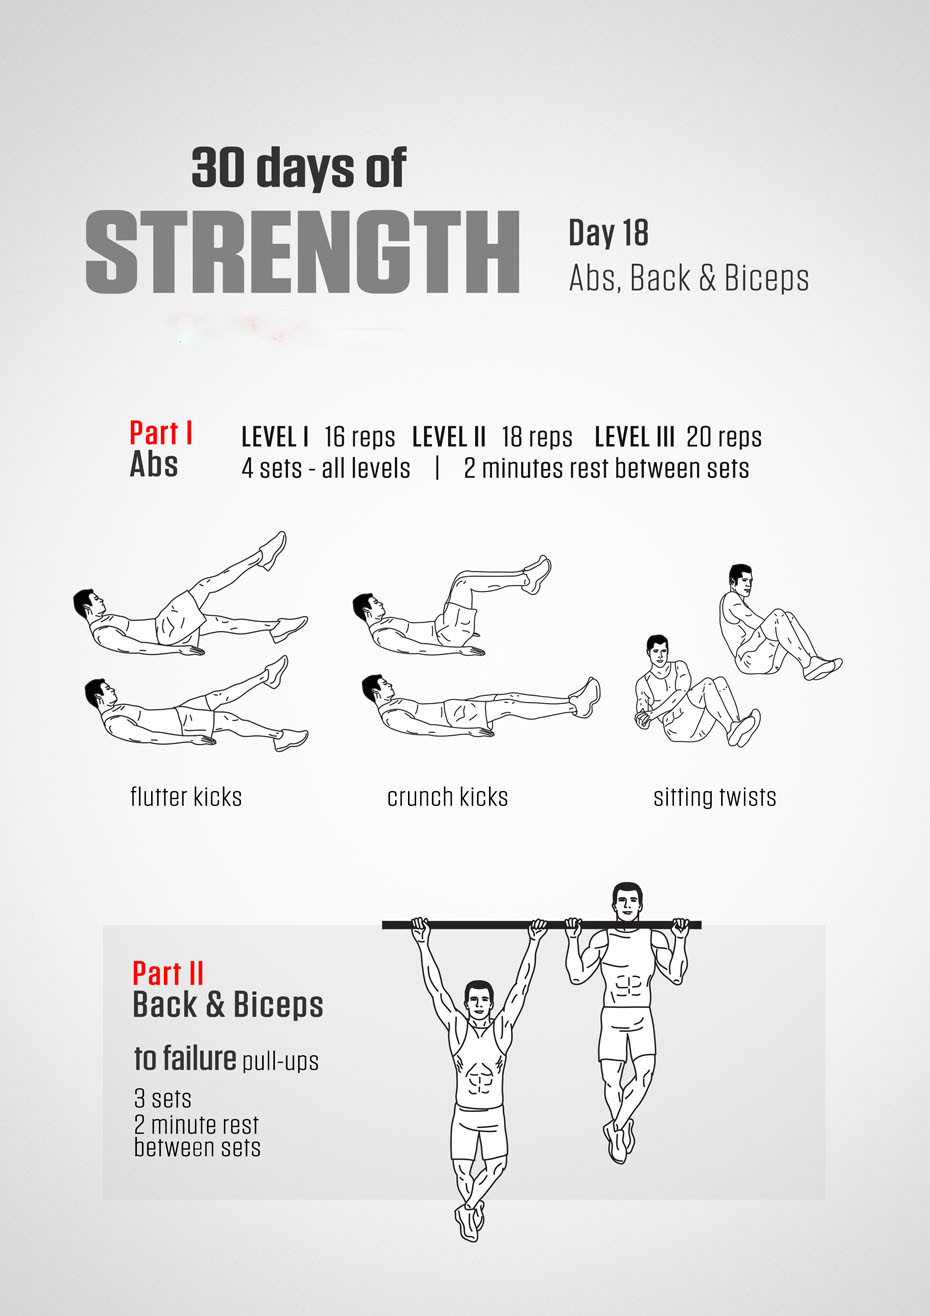 30 days of
STRENGTH
Day 18
Abs, Back & Biceps
Part I
Abs
LEVEL I 16 reps LEVEL II 18 reps LEVEL III 20 reps
4 sets - all levels | 2 minutes rest between sets
flutter kicks
crunch kicks
sitting twists
Part II
Back & Biceps
to failure pull-ups
3 sets
2 minute rest
between sets